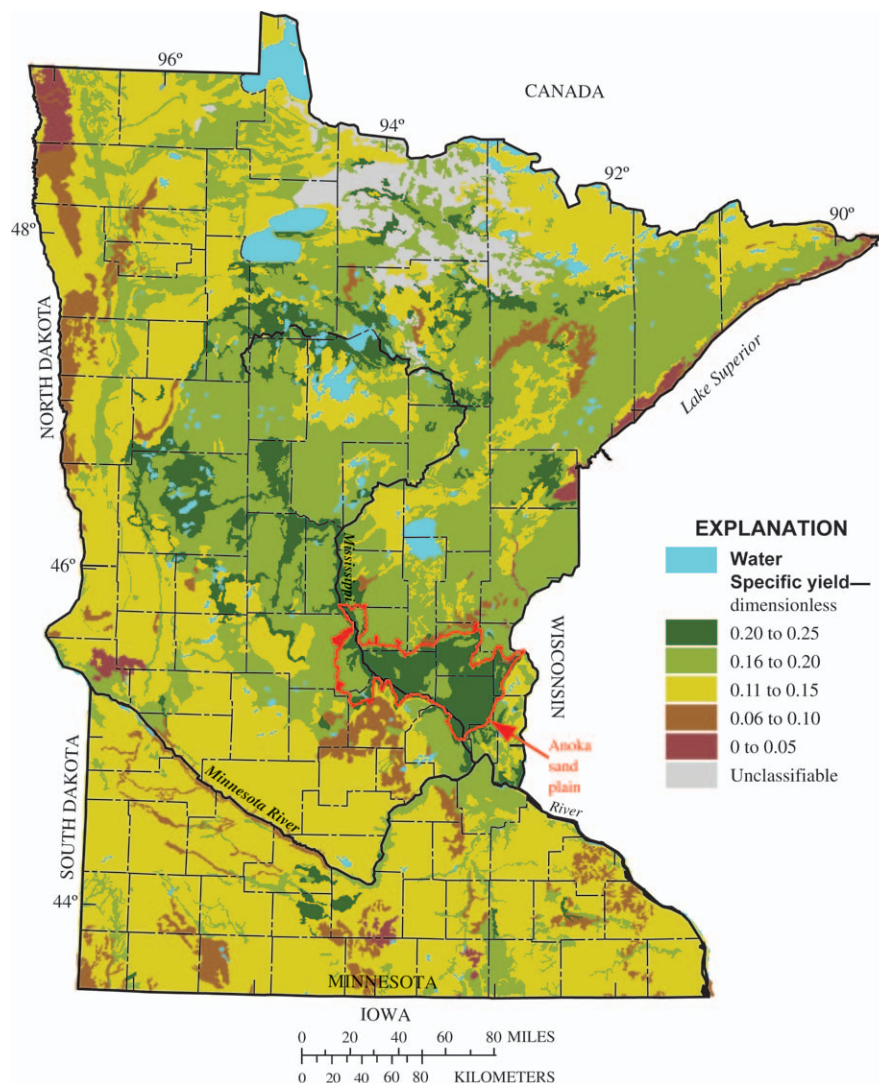 96º
CANADA
94º
92º
48º
90º
NORTH DAKOTA
Lake Superior
Mississippi
46º
EXPLANATION
Water
Specific yield—
dimensionless
0.20 to 0.25
0.16 to 0.20
0.11 to 0.15
0.06 to 0.10
0 to 0.05
Unclassifiable
WISCONSIN
Anoka
sand
plain
SOUTH DAKOTA
Minnesota River
River
44º
MINNESOTA
IOWA
0 20 40 60 80 MILES
0 20 40 60 80 KILOMETERS